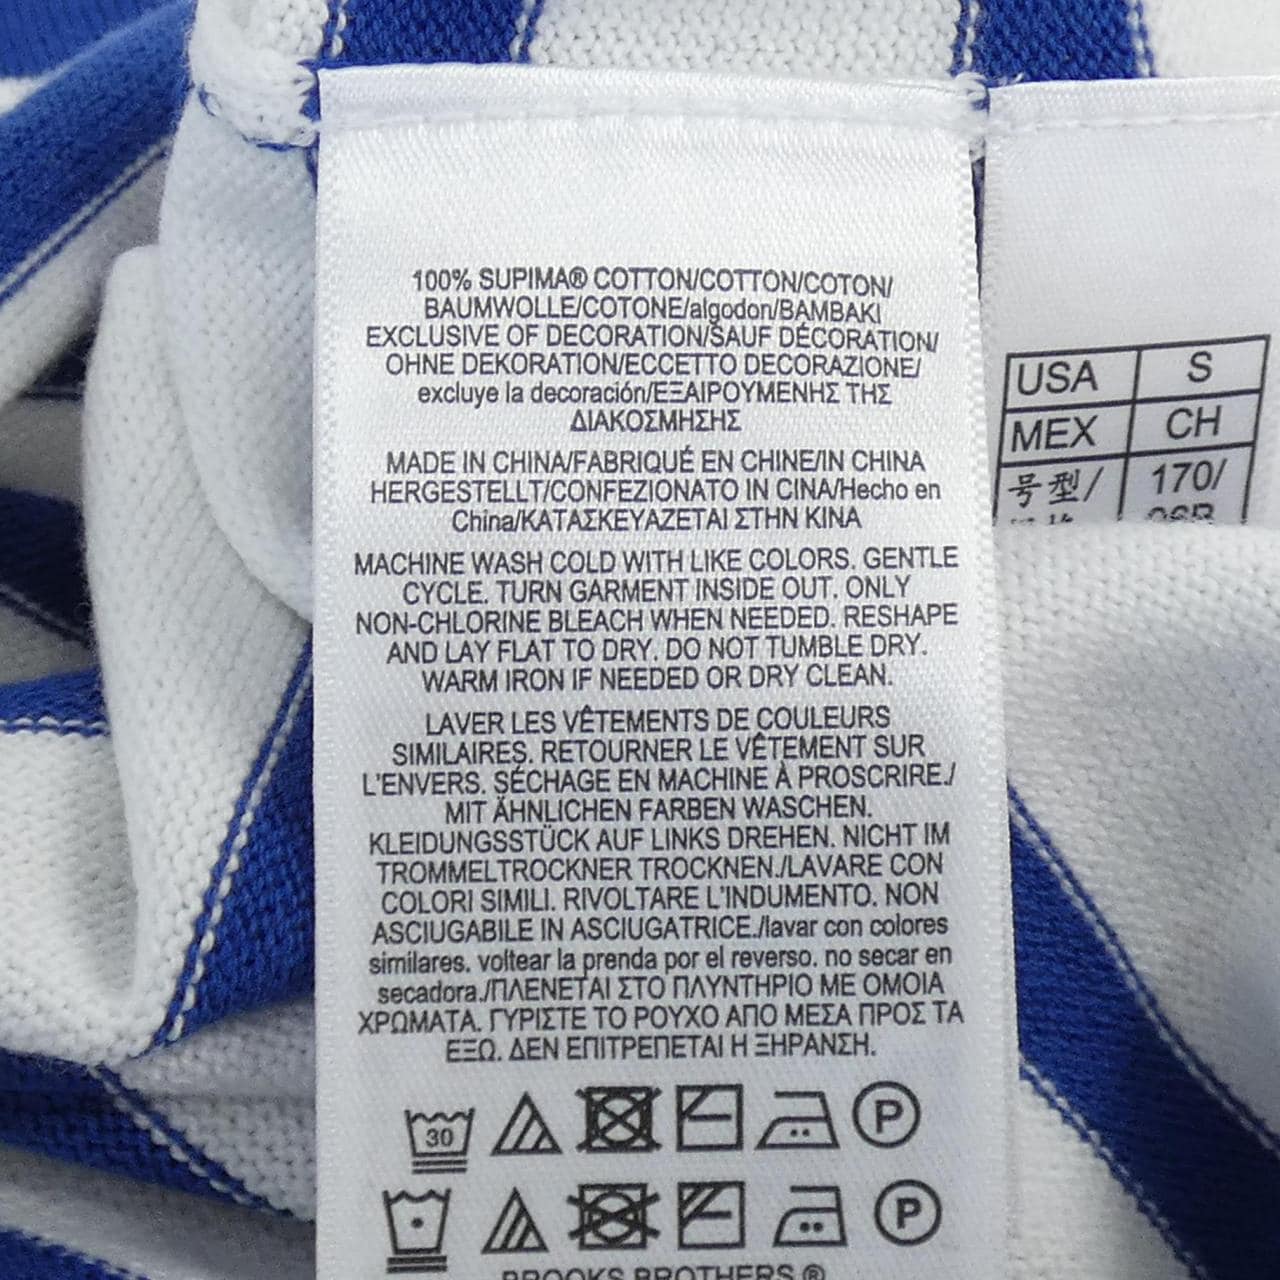 100% SUPIMA® COTTON/COTTON/COTON/
BAUMWOLLE/COTONE/algodon/BAMBAKI
EXCLUSIVE OF DECORATION/SAUF DÉCORATION/
OHNE DEKORATION/ECCETTO DECORAZIONE/
excluye la decoración/ΕΞΑΙΡΟΥΜΕΝΗΣ ΤΗΣ
ΔΙΑΚΟΣΜΗΣΗΣ
MADE IN CHINA/FABRIQUÉ EN CHINE/IN CHINA
HERGESTELLT/CONFEZIONATO IN CINA/Hecho en
China/ΚΑΤΑΣΚΕΥΑΖΕΤΑΙ ΣΤΗΝ ΚΙΝΑ
MACHINE WASH COLD WITH LIKE COLORS. GENTLE
CYCLE. TURN GARMENT INSIDE OUT. ONLY
NON-CHLORINE BLEACH WHEN NEEDED. RESHAPE
AND LAY FLAT TO DRY. DO NOT TUMBLE DRY.
WARM IRON IF NEEDED OR DRY CLEAN.
LAVER LES VÊTEMENTS DE COULEURS
SIMILAIRES. RETOURNER LE VÊTEMENT SUR
L'ENVERS. SÉCHAGE EN MACHINE À PROSCRIRE./
MIT ÄHNLICHEN FARBEN WASCHEN.
KLEIDUNGSSTÜCK AUF LINKS DREHEN. NICHT IM
TROMMELTROCKNER TROCKNEN./LAVARE CON
COLORI SIMILI. RIVOLTARE L'INDUMENTO. NON
ASCIUGABILE IN ASCIUGATRICE./lavar con colores
similares. voltear la prenda por el reverso. no secar en
secadora./ΠΛΕΝΕΤΑΙ ΣΤΟ ΠΛΥΝΤΗΡΙΟ ΜΕ ΟΜΟΙΑ
ΧΡΩΜΑΤΑ. ΓΥΡΙΣΤΕ ΤΟ ΡΟΥΧΟ ΑΠΟ ΜΕΣΑ ΠΡΟΣ ΤΑ
ΕΞΩ. ΔΕΝ ΕΠΙΤΡΕΠΕΤΑΙ Η ΞΗΡΑΝΣΗ.
30 P
P
BROOKS BROTHERS ®
USA S
MEX CH
号型/ 170/